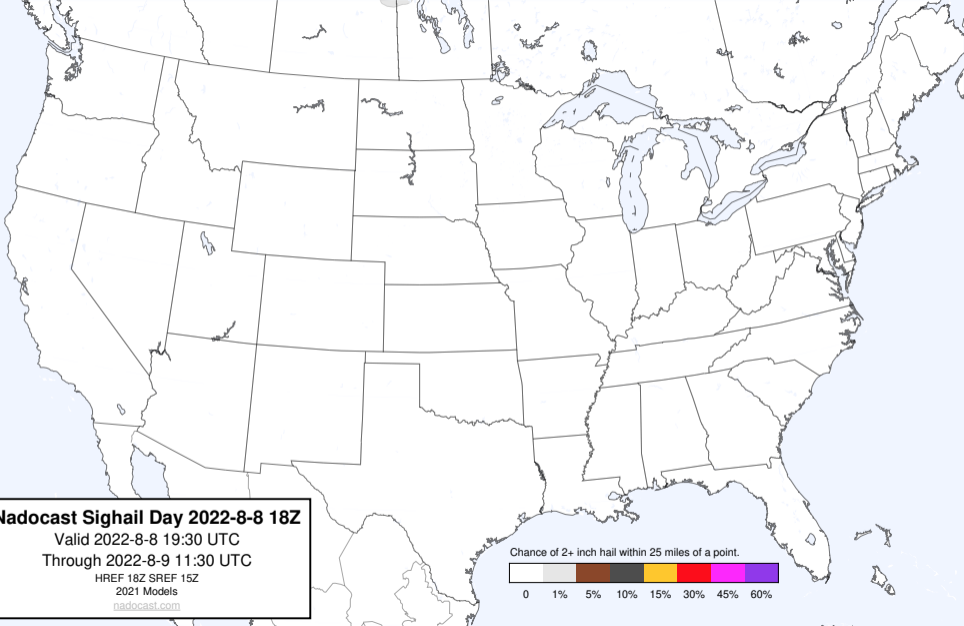 Nadocast Sighail Day 2022-8-8 18Z
Valid 2022-8-8 19:30 UTC
Through 2022-8-9 11:30 UTC
HREF 18Z SREF 15Z
2021 Models
nadocast.com
Chance of 2+ inch hail within 25 miles of a point.
0 1% 5% 10% 15% 30% 45% 60%